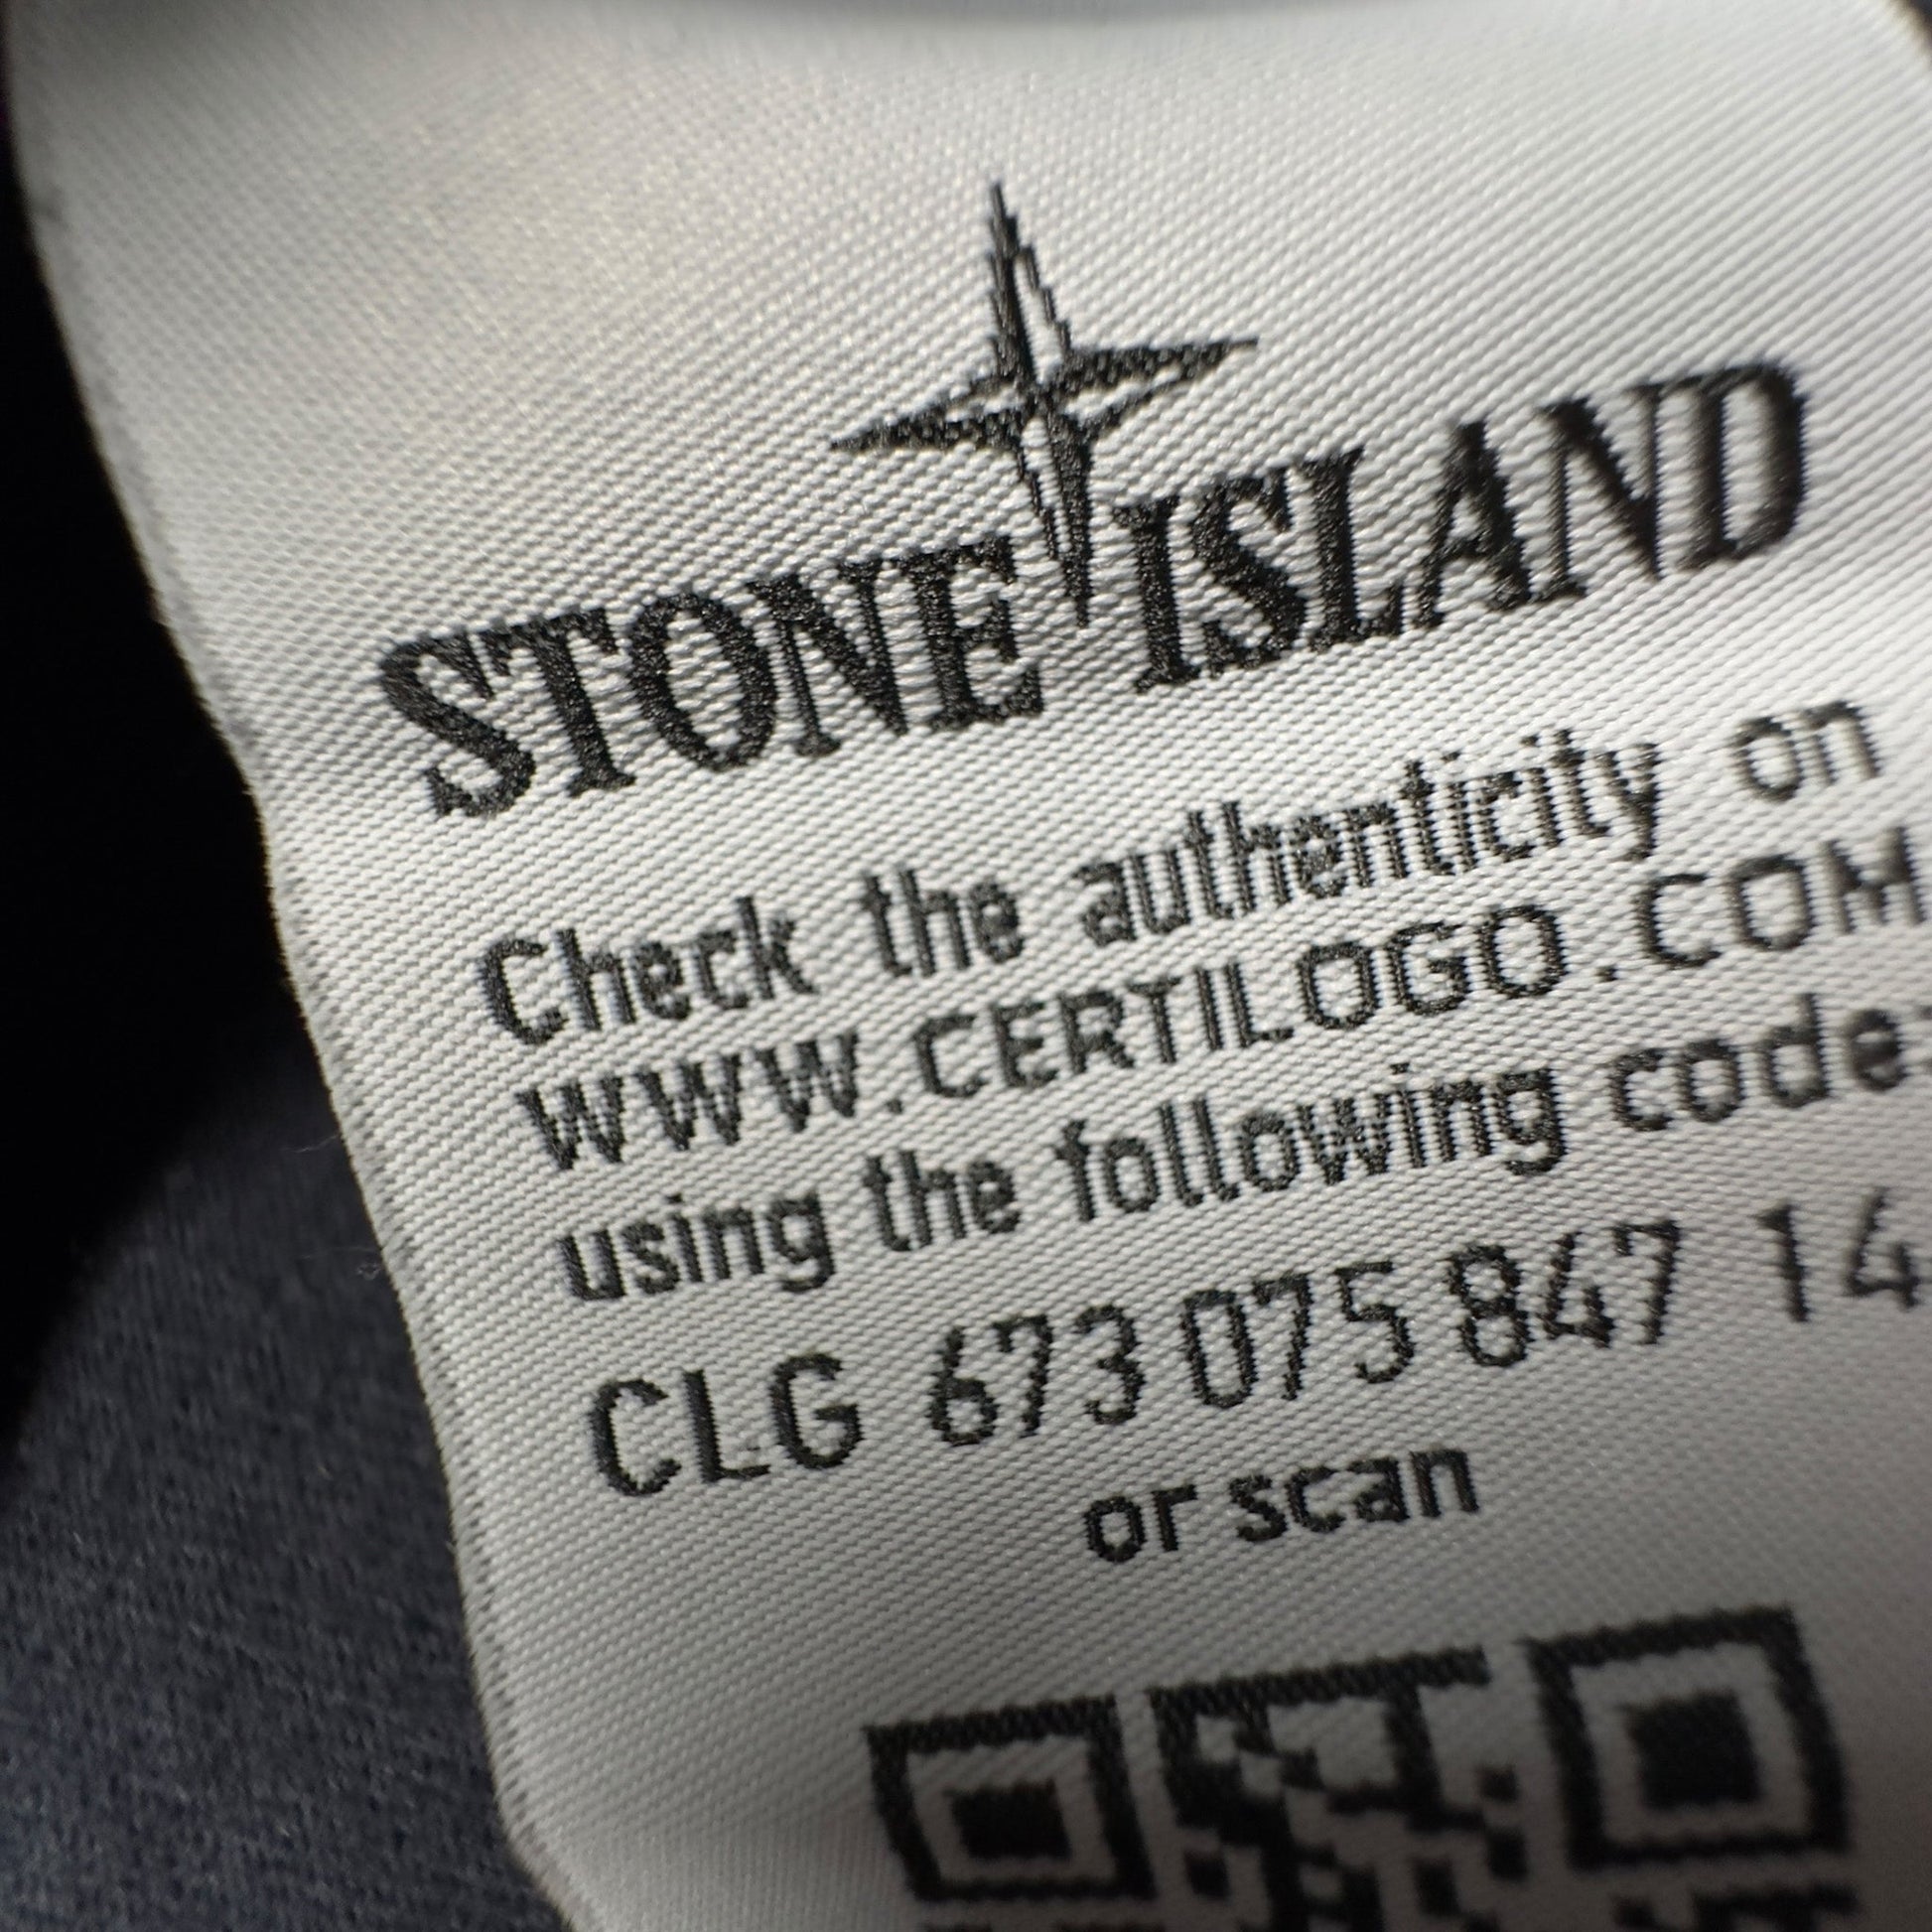 STONE ISLAND
Check the authenticity on
WWW.CERTILOGO.COM
using the following code
CLG 673 075 847 14
or scan